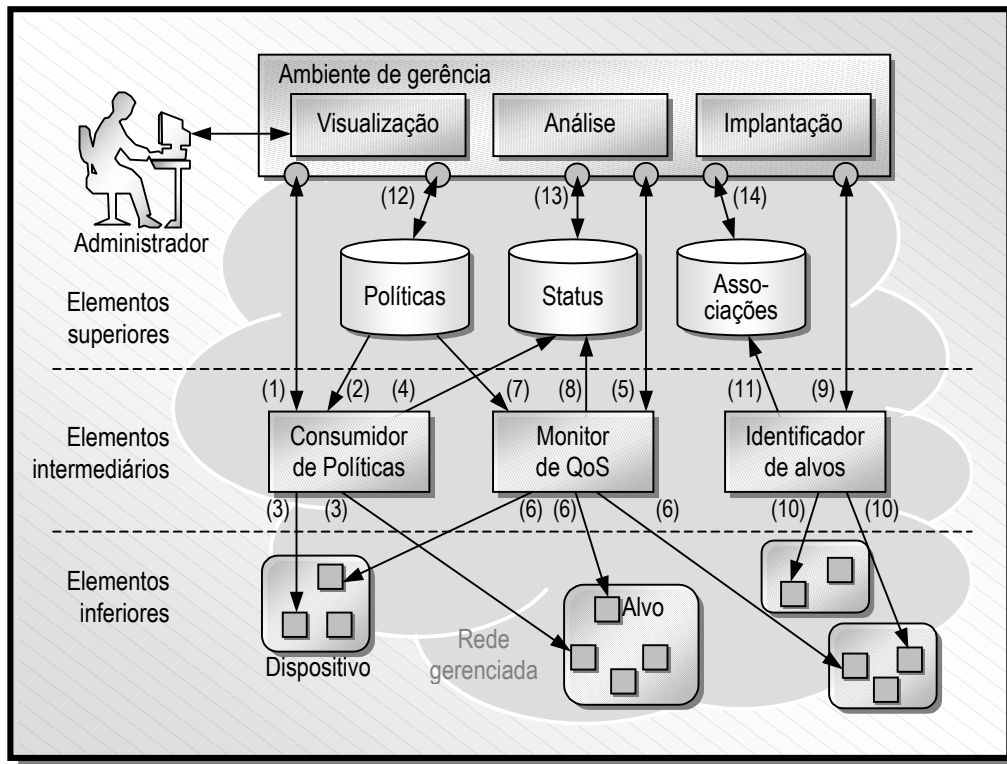 Ambiente de gerência
Visualização
Análise
Implantação
(12)
(13)
(14)
Administrador
Políticas
Status
Asso-
ciações
Elementos
superiores
(1)
(2)
(4)
(7)
(8)
(5)
(11)
(9)
Elementos
intermediários
Consumidor
de Políticas
Monitor
de QoS
Identificador
de alvos
(3)
(3)
(6)
(6)
(6)
(10)
(10)
Elementos
inferiores
Alvo
Dispositivo
Rede
gerenciada